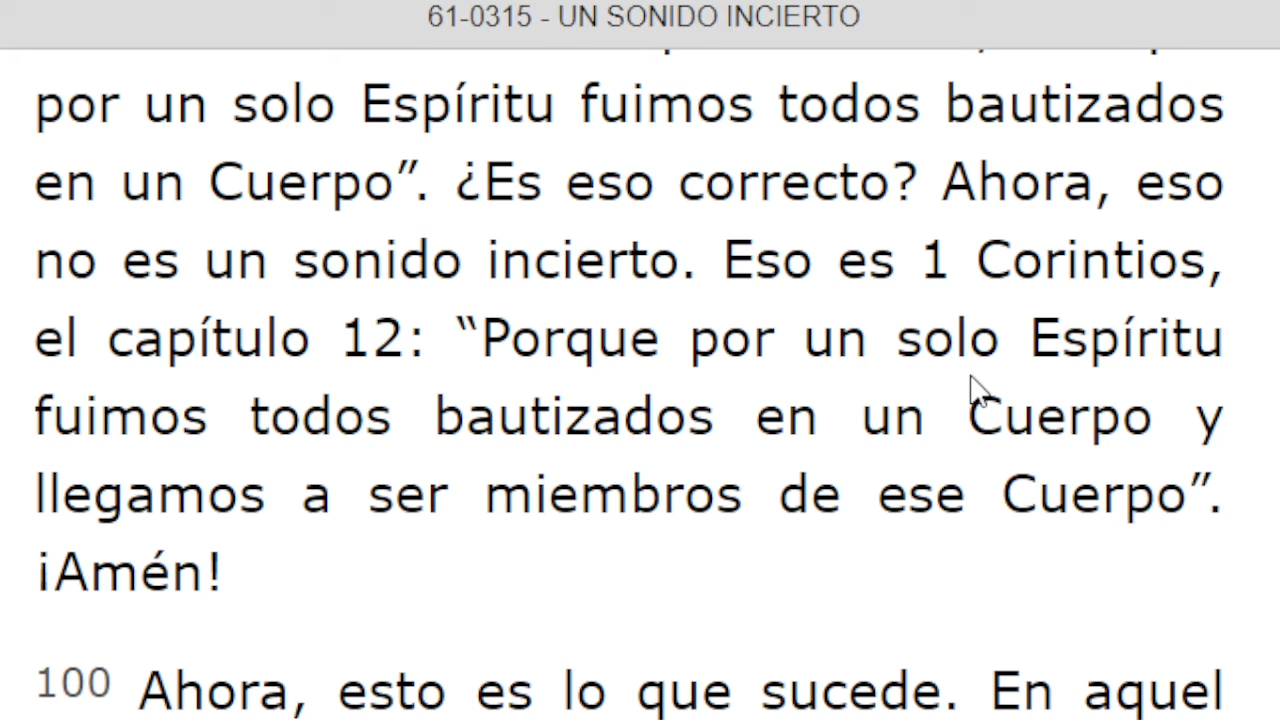 61-0315 - UN SONIDO INCIERTO
por un solo Espíritu fuimos todos bautizados
en un Cuerpo”. ¿Es eso correcto? Ahora, eso
no es un sonido incierto. Eso es 1 Corintios,
el capítulo 12: “Porque por un solo Espíritu
fuimos todos bautizados en un Cuerpo y
llegamos a ser miembros de ese Cuerpo”.
¡Amén!
100 Ahora, esto es lo que sucede. En aquel